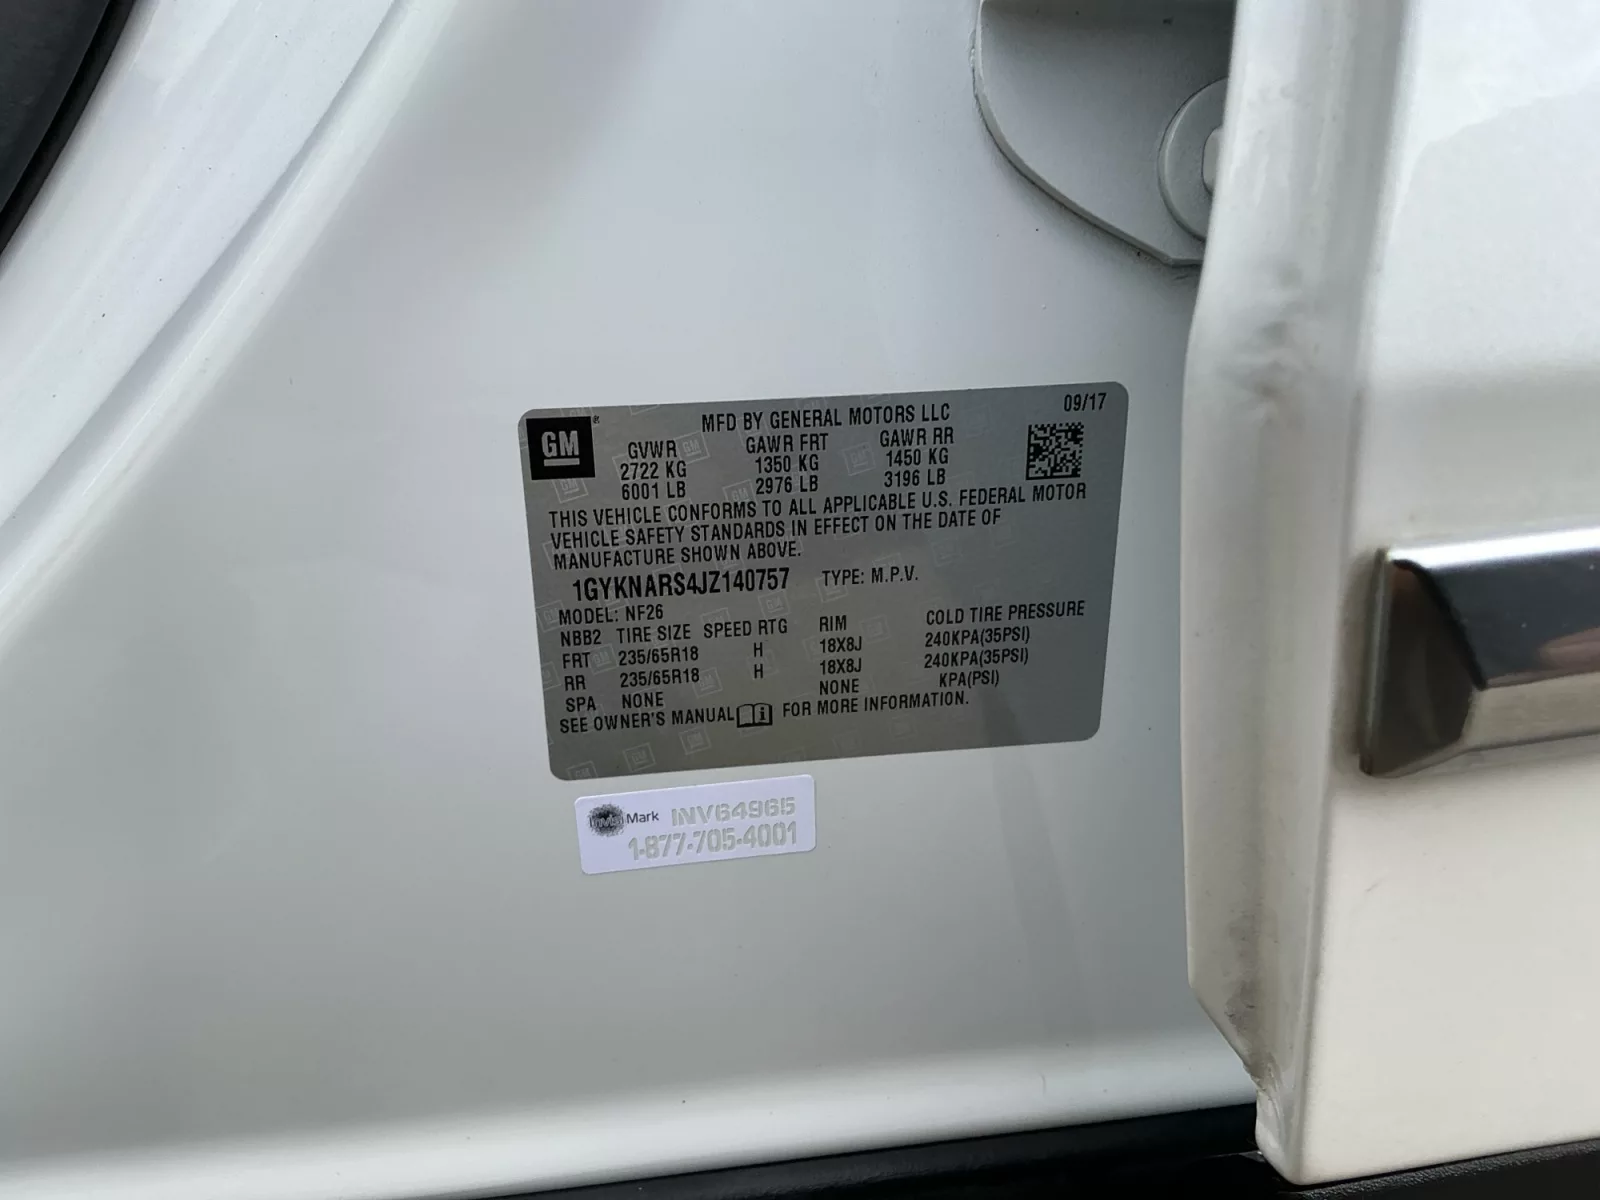 GM
MFD BY GENERAL MOTORS LLC 09/17
GVWR GAWR FRT GAWR RR
2722 KG 1350 KG 1450 KG
6001 LB 2976 LB 3196 LB
THIS VEHICLE CONFORMS TO ALL APPLICABLE U.S. FEDERAL MOTOR
VEHICLE SAFETY STANDARDS IN EFFECT ON THE DATE OF
MANUFACTURE SHOWN ABOVE.
1GYKNARS4JZ140757 TYPE: M.P.V.
MODEL: NF26
NBB2 TIRE SIZE SPEED RTG RIM COLD TIRE PRESSURE
FRT 235/65R18 H 18X8J 240KPA(35PSI)
RR 235/65R18 H 18X8J 240KPA(35PSI)
SPA NONE NONE KPA(PSI)
SEE OWNER'S MANUAL FOR MORE INFORMATION.
Mark INV64965
1-877-705-4001